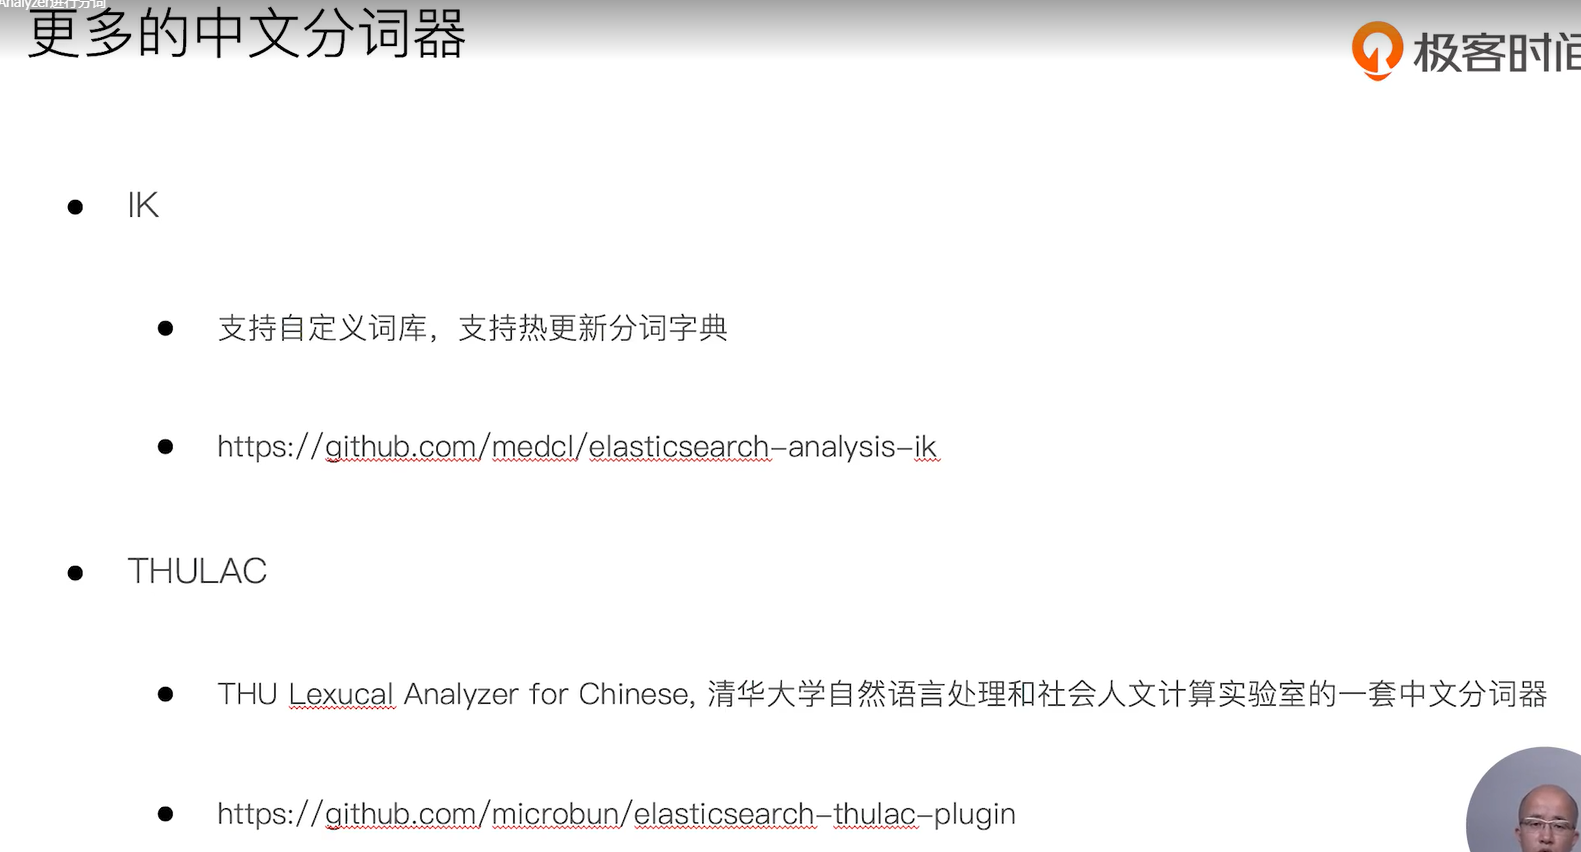 Analyzer进行分词
更多的中文分词器
极客时间
IK
支持自定义词库，支持热更新分词字典
https://github.com/medcl/elasticsearch-analysis-ik
THULAC
THU Lexucal Analyzer for Chinese, 清华大学自然语言处理和社会人文计算实验室的一套中文分词器
https://github.com/microbun/elasticsearch-thulac-plugin